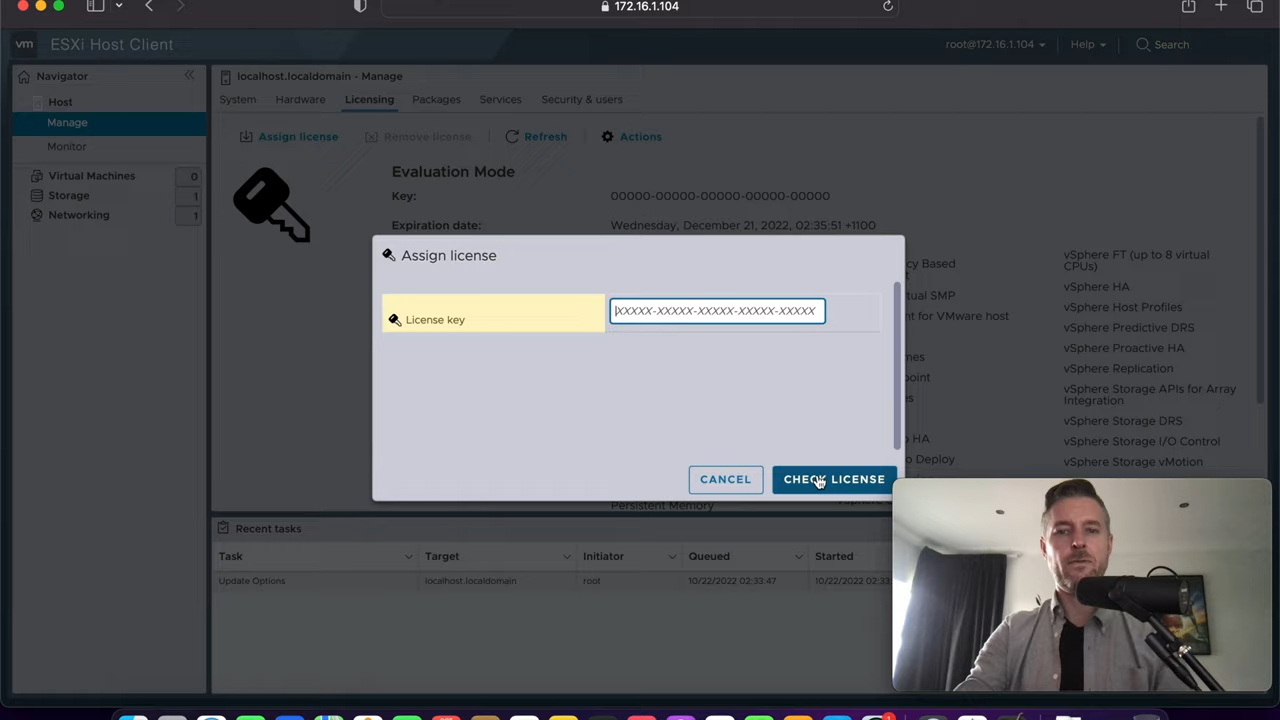 172.16.1.104
vm ESXi Host Client
root@172.16.1.104 Help Search
Navigator
Host
Manage
Monitor
Virtual Machines 0
Storage 1
Networking 1
localhost.localdomain - Manage
System Hardware Licensing Packages Services Security & users
Assign license Remove license Refresh Actions
Evaluation Mode
Key: 00000-00000-00000-00000-00000
Expiration date: Wednesday, December 21, 2022, 02:35:51 +1100
Assign license
License key XXXXX-XXXXX-XXXXX-XXXXX-XXXXX
CANCEL CHECK LICENSE
cy Based
tual SMP
nt for VMware host
mes
point
es
o HA
o Deploy
Persistent Memory
vSphere FT (up to 8 virtual
CPUs)
vSphere HA
vSphere Host Profiles
vSphere Predictive DRS
vSphere Proactive HA
vSphere Replication
vSphere Storage APIs for Array
Integration
vSphere Storage DRS
vSphere Storage I/O Control
vSphere Storage vMotion
Recent tasks
Task Target Initiator Queued Started
Update Options localhost.localdomain root 10/22/2022 02:33:47 10/22/2022 02:33